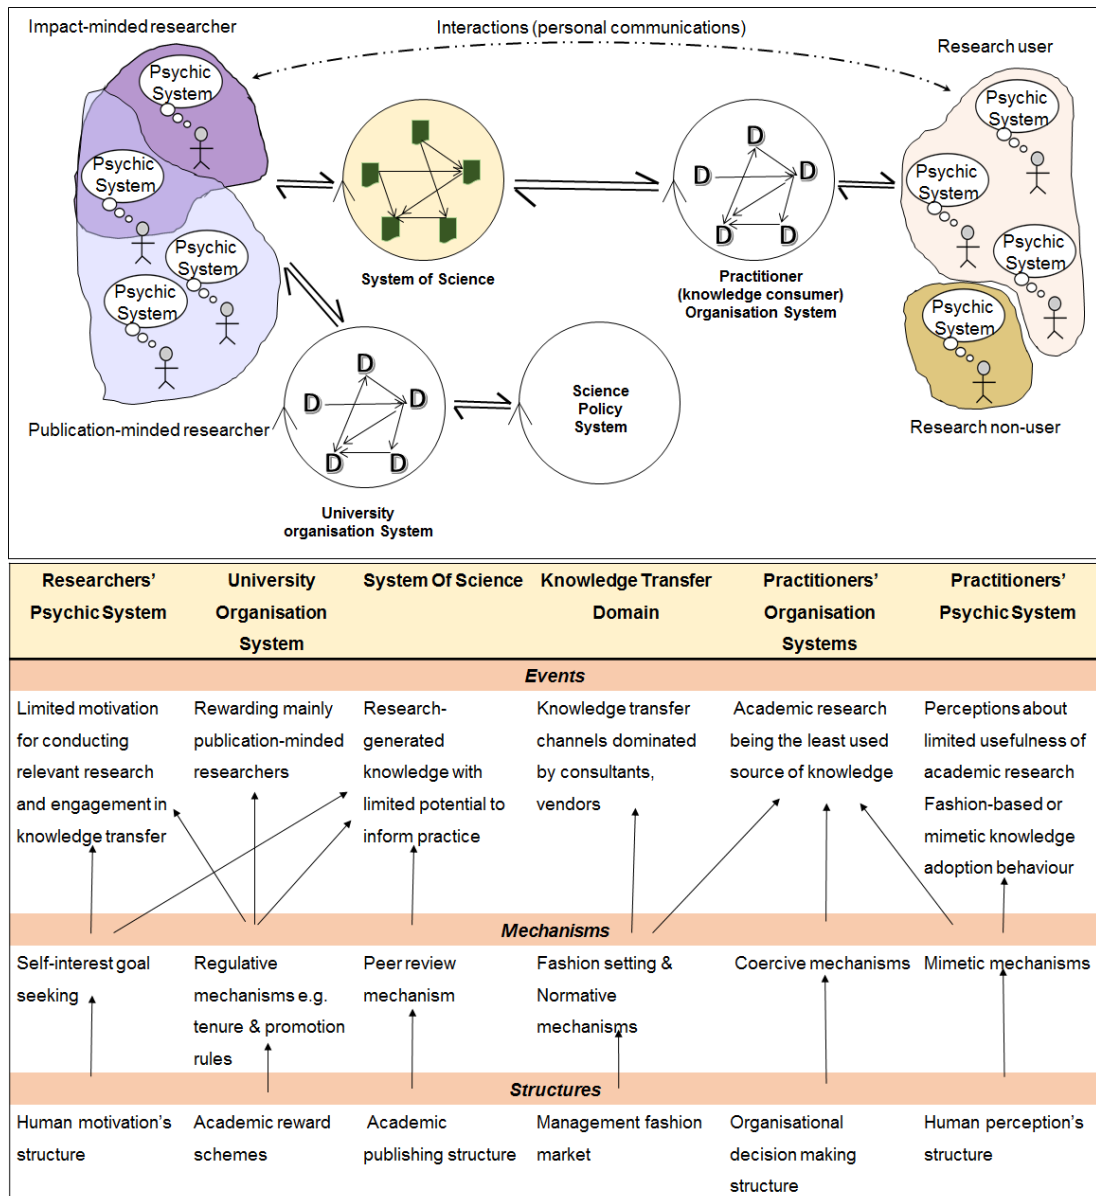 Impact-minded researcher
Interactions (personal communications)
Research user
Psychic
System
Psychic
System
Psychic
System
Psychic
System
Psychic
System
Psychic
System
Psychic
System
Psychic
System
D
D
D
D
D
System of Science
Practitioner
(knowledge consumer)
Organisation System
D
D
D
D
D
Science
Policy
System
Publication-minded researcher
Research non-user
University
organisation System
Researchers’
Psychic System
University
Organisation
System
System Of Science
Knowledge Transfer
Domain
Practitioners’
Organisation
Systems
Practitioners’
Psychic System
Events
Limited motivation
for conducting
relevant research
and engagement in
knowledge transfer
Rewarding mainly
publication-minded
researchers
Research-
generated
knowledge with
limited potential to
inform practice
Knowledge transfer
channels dominated
by consultants,
vendors
Academic research
being the least used
source of knowledge
Perceptions about
limited usefulness of
academic research
Fashion-based or
mimetic knowledge
adoption behaviour
Mechanisms
Self-interest goal
seeking
Regulative
mechanisms e.g.
tenure & promotion
rules
Peer review
mechanism
Fashion setting &
Normative
mechanisms
Coercive mechanisms
Mimetic mechanisms
Structures
Human motivation’s
structure
Academic reward
schemes
Academic
publishing structure
Management fashion
market
Organisational
decision making
structure
Human perception’s
structure